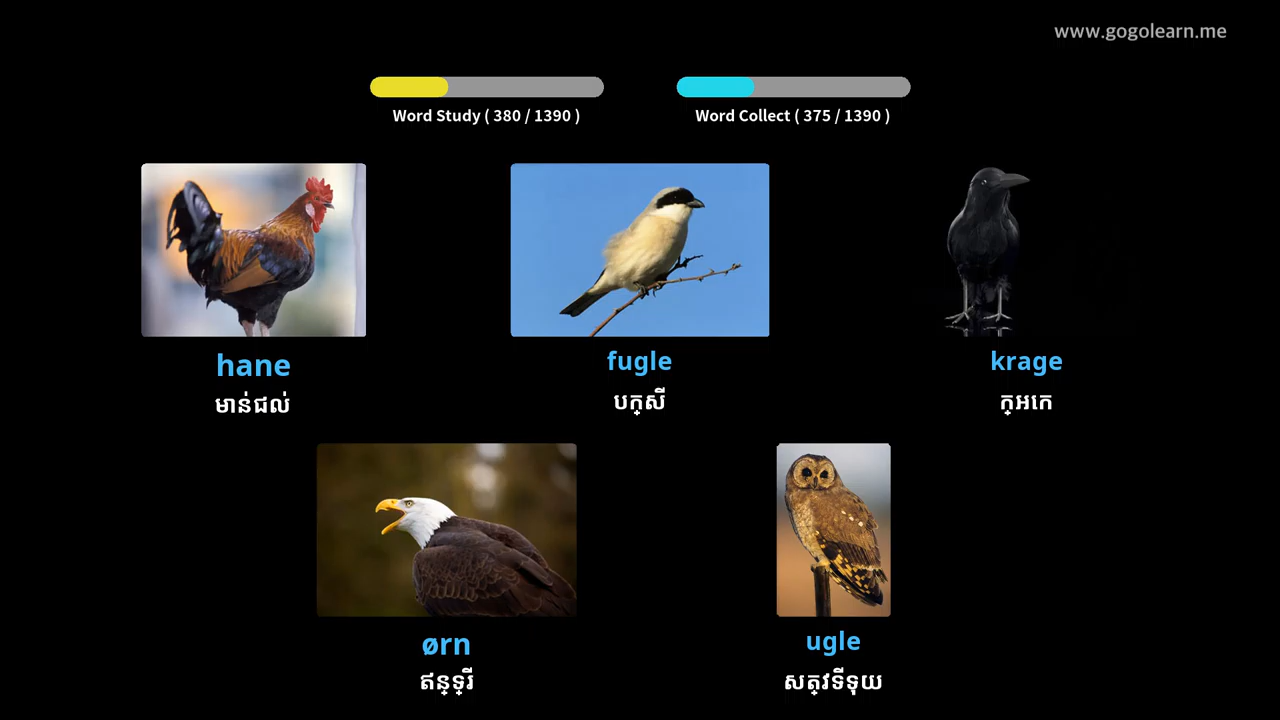 www.gogolearn.me
Word Study ( 380 / 1390 )
Word Collect ( 375 / 1390 )
hane
មាន់ជល់
fugle
បក្សី
krage
ក្អកេ
ørn
ឥន្ទ្រី
ugle
សត្វទីទុយ